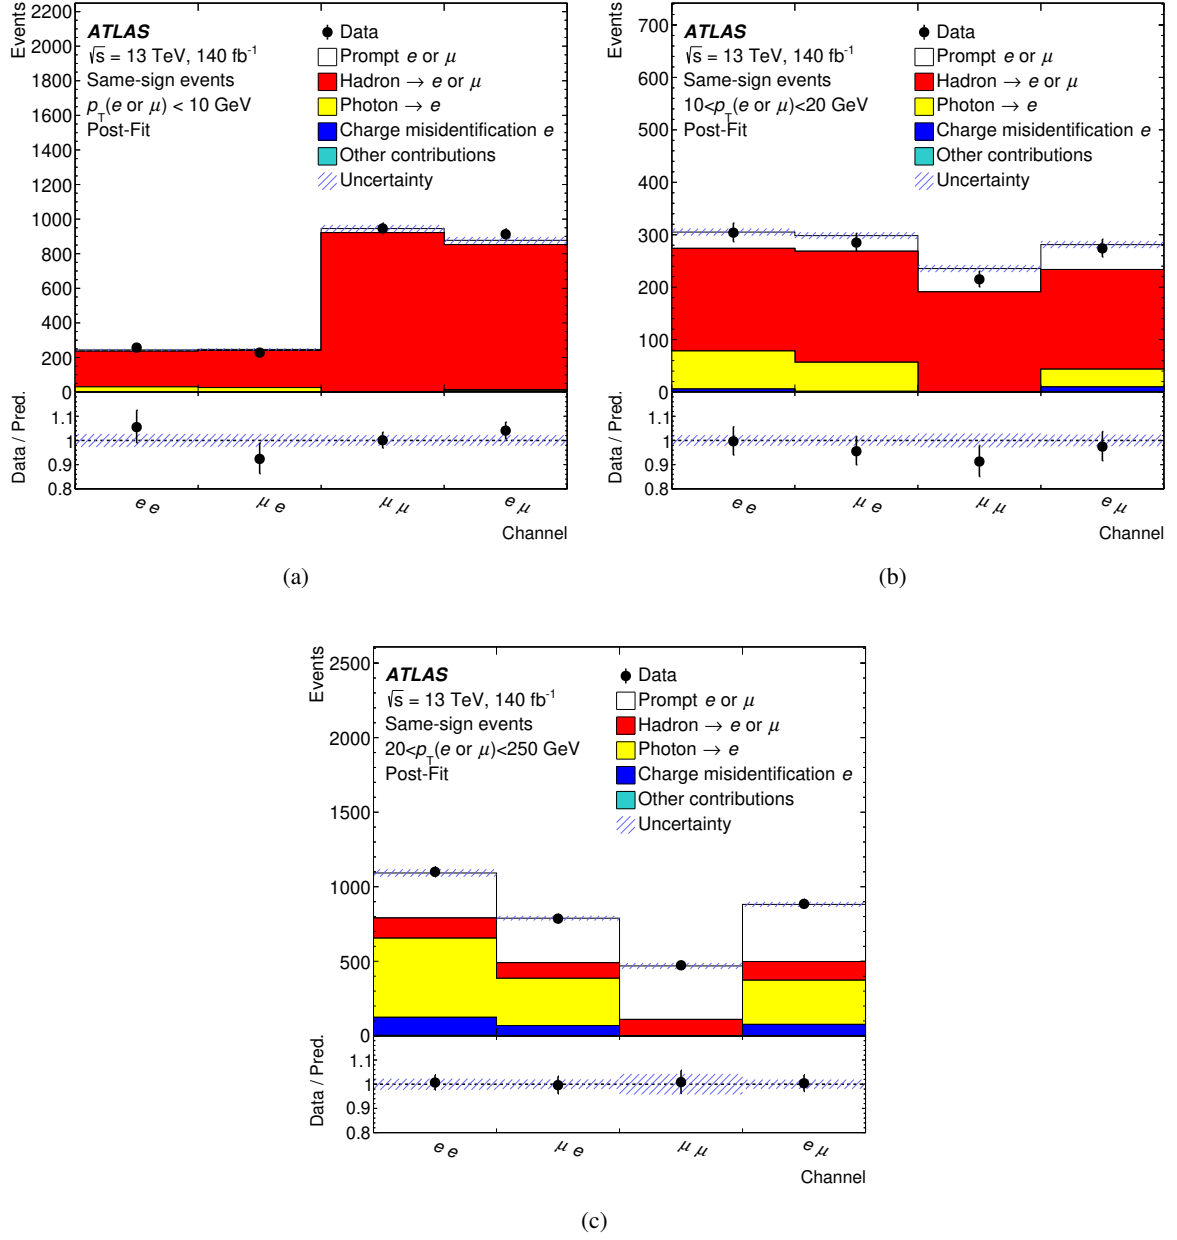 Events
2200
2000
1800
1600
1400
1200
1000
800
600
400
200
0
ATLAS
√s = 13 TeV, 140 fb⁻¹
Same-sign events
p_T(e or μ) < 10 GeV
Post-Fit
Data
Prompt e or μ
Hadron → e or μ
Photon → e
Charge misidentification e
Other contributions
Uncertainty
Data / Pred.
1.1
1
0.9
0.8
e e
μ e
μ μ
e μ
Channel
(a)
Events
700
600
500
400
300
200
100
0
ATLAS
√s = 13 TeV, 140 fb⁻¹
Same-sign events
10<p_T(e or μ)<20 GeV
Post-Fit
Data
Prompt e or μ
Hadron → e or μ
Photon → e
Charge misidentification e
Other contributions
Uncertainty
Data / Pred.
1.1
1
0.9
0.8
e e
μ e
μ μ
e μ
Channel
(b)
Events
2500
2000
1500
1000
500
0
ATLAS
√s = 13 TeV, 140 fb⁻¹
Same-sign events
20<p_T(e or μ)<250 GeV
Post-Fit
Data
Prompt e or μ
Hadron → e or μ
Photon → e
Charge misidentification e
Other contributions
Uncertainty
Data / Pred.
1.1
1
0.9
0.8
e e
μ e
μ μ
e μ
Channel
(c)